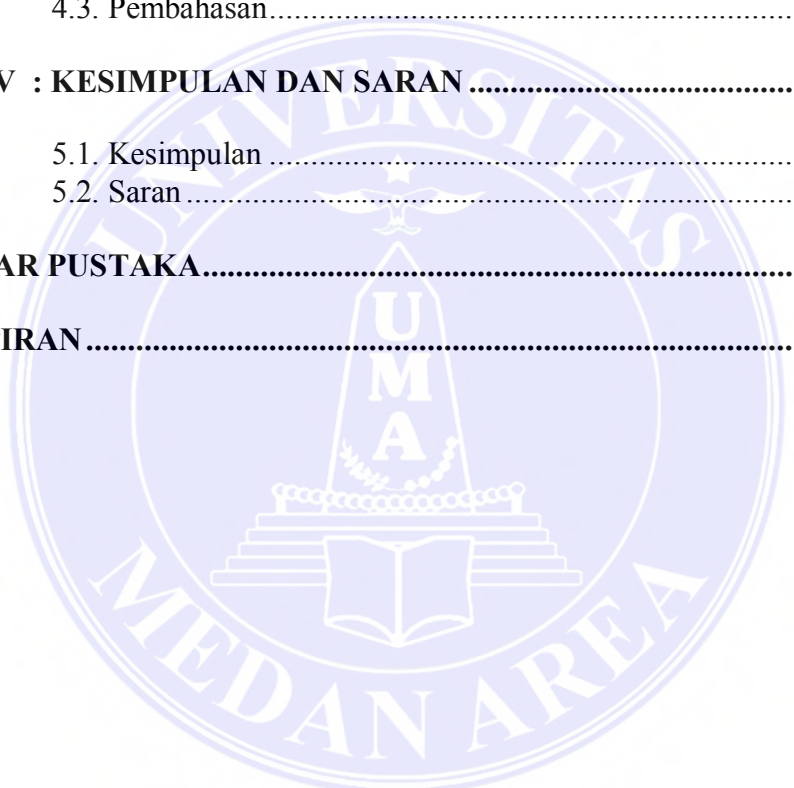 4.3. Pembahasan........................................................................
V : KESIMPULAN DAN SARAN ........................................
5.1. Kesimpulan ........................................................................
5.2. Saran ..................................................................................
AR PUSTAKA........................................................................
IRAN ......................................................................................
UNIVERSITAS
U
M
A
MEDAN AREA